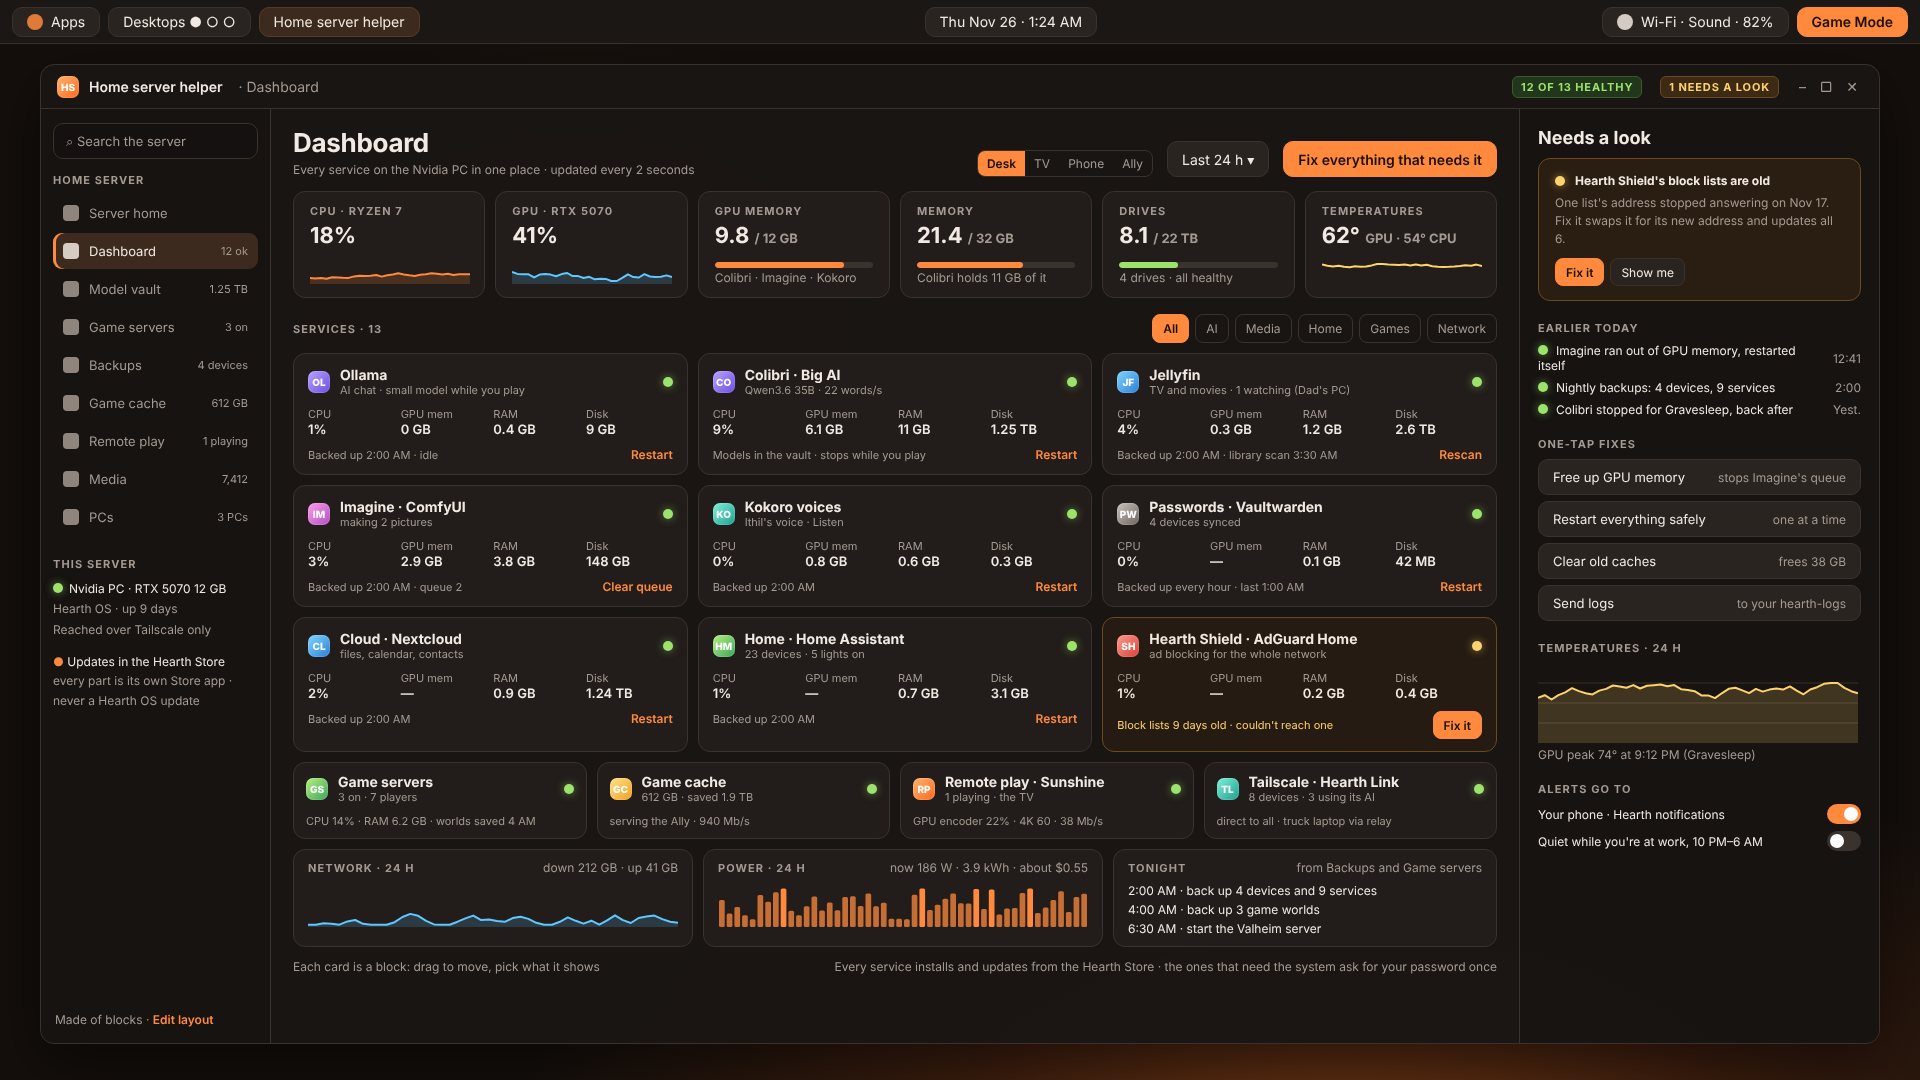 Apps
Desktops
Home server helper
Thu Nov 26 · 1:24 AM
Wi-Fi · Sound · 82%
Game Mode
HS Home server helper · Dashboard
12 OF 13 HEALTHY
1 NEEDS A LOOK
Search the server
HOME SERVER
Server home
Dashboard 12 ok
Model vault 1.25 TB
Game servers 3 on
Backups 4 devices
Game cache 612 GB
Remote play 1 playing
Media 7,412
PCs 3 PCs
THIS SERVER
Nvidia PC · RTX 5070 12 GB
Hearth OS · up 9 days
Reached over Tailscale only
Updates in the Hearth Store
every part is its own Store app ·
never a Hearth OS update
Made of blocks · Edit layout
Dashboard
Every service on the Nvidia PC in one place · updated every 2 seconds
Desk TV Phone Ally
Last 24 h ▾
Fix everything that needs it
CPU · RYZEN 7
18%
GPU · RTX 5070
41%
GPU MEMORY
9.8 / 12 GB
Colibri · Imagine · Kokoro
MEMORY
21.4 / 32 GB
Colibri holds 11 GB of it
DRIVES
8.1 / 22 TB
4 drives · all healthy
TEMPERATURES
62° GPU · 54° CPU
SERVICES · 13
All AI Media Home Games Network
OL Ollama
AI chat · small model while you play
CPU GPU mem RAM Disk
1% 0 GB 0.4 GB 9 GB
Backed up 2:00 AM · idle Restart
CO Colibri · Big AI
Qwen3.6 35B · 22 words/s
CPU GPU mem RAM Disk
9% 6.1 GB 11 GB 1.25 TB
Models in the vault · stops while you play Restart
JF Jellyfin
TV and movies · 1 watching (Dad's PC)
CPU GPU mem RAM Disk
4% 0.3 GB 1.2 GB 2.6 TB
Backed up 2:00 AM · library scan 3:30 AM Rescan
IM Imagine · ComfyUI
making 2 pictures
CPU GPU mem RAM Disk
3% 2.9 GB 3.8 GB 148 GB
Backed up 2:00 AM · queue 2 Clear queue
KO Kokoro voices
Ithil's voice · Listen
CPU GPU mem RAM Disk
0% 0.8 GB 0.6 GB 0.3 GB
Backed up 2:00 AM Restart
PW Passwords · Vaultwarden
4 devices synced
CPU GPU mem RAM Disk
0% — 0.1 GB 42 MB
Backed up every hour · last 1:00 AM Restart
CL Cloud · Nextcloud
files, calendar, contacts
CPU GPU mem RAM Disk
2% — 0.9 GB 1.24 TB
Backed up 2:00 AM Restart
HM Home · Home Assistant
23 devices · 5 lights on
CPU GPU mem RAM Disk
1% — 0.7 GB 3.1 GB
Backed up 2:00 AM Restart
SH Hearth Shield · AdGuard Home
ad blocking for the whole network
CPU GPU mem RAM Disk
1% — 0.2 GB 0.4 GB
Block lists 9 days old · couldn't reach one Fix it
GS Game servers
3 on · 7 players
CPU 14% · RAM 6.2 GB · worlds saved 4 AM
GC Game cache
612 GB · saved 1.9 TB
serving the Ally · 940 Mb/s
RP Remote play · Sunshine
1 playing · the TV
GPU encoder 22% · 4K 60 · 38 Mb/s
TL Tailscale · Hearth Link
8 devices · 3 using its AI
direct to all · truck laptop via relay
NETWORK · 24 H down 212 GB · up 41 GB
POWER · 24 H now 186 W · 3.9 kWh · about $0.55
TONIGHT from Backups and Game servers
2:00 AM · back up 4 devices and 9 services
4:00 AM · back up 3 game worlds
6:30 AM · start the Valheim server
Each card is a block: drag to move, pick what it shows
Every service installs and updates from the Hearth Store · the ones that need the system ask for your password once
Needs a look
Hearth Shield's block lists are old
One list's address stopped answering on Nov 17.
Fix it swaps it for its new address and updates all
6.
Fix it Show me
EARLIER TODAY
Imagine ran out of GPU memory, restarted
itself 12:41
Nightly backups: 4 devices, 9 services 2:00
Colibri stopped for Gravesleep, back after Yest.
ONE-TAP FIXES
Free up GPU memory stops Imagine's queue
Restart everything safely one at a time
Clear old caches frees 38 GB
Send logs to your hearth-logs
TEMPERATURES · 24 H
GPU peak 74° at 9:12 PM (Gravesleep)
ALERTS GO TO
Your phone · Hearth notifications
Quiet while you're at work, 10 PM–6 AM